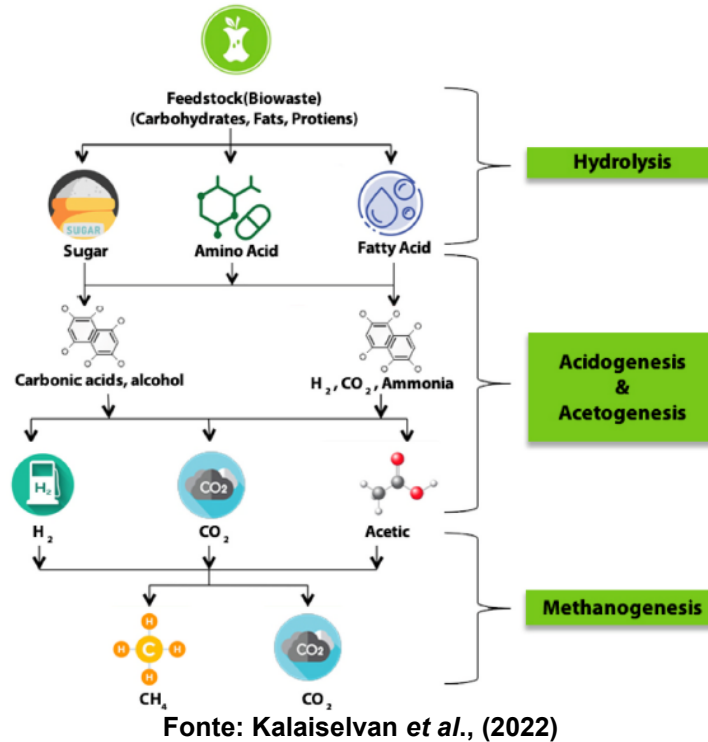 Feedstock(Biowaste)
(Carbohydrates, Fats, Protiens)
Hydrolysis
SUGAR
Sugar
Amino Acid
Fatty Acid
Carbonic acids, alcohol
H₂, CO₂, Ammonia
Acidogenesis
&
Acetogenesis
H₂
CO₂
H₂
CO₂
Acetic
Methanogenesis
H
H C H
H
CO₂
CH₄
CO₂
Fonte: Kalaiselvan et al., (2022)